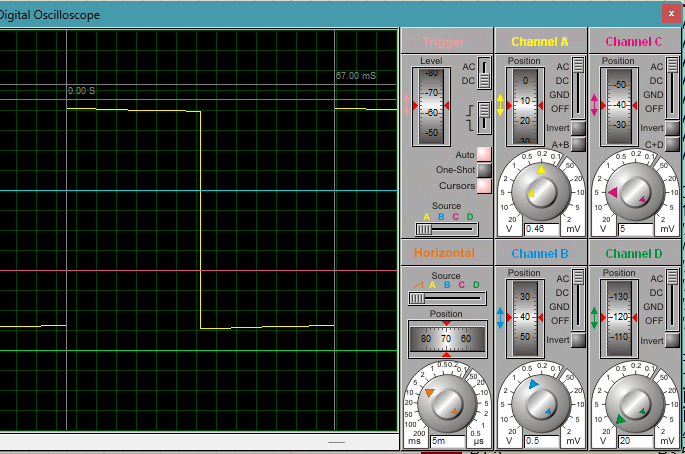 Digital Oscilloscope
x
0.00 S
67.00 mS
Trigger
Level
-80
-70
-60
-50
AC
DC
Auto
One-Shot
Cursors
Source
A B C D
Channel A
Position
0
10
20
30
AC
DC
GND
OFF
Invert
A+B
0.5 0.2 0.1
1 50
2 20
5 10
10 5
20 2
V 0.46 mV
Channel C
Position
-50
-40
-30
AC
DC
GND
OFF
Invert
C+D
0.5 0.2 0.1
1 50
2 20
5 10
10 5
20 2
V 5 mV
Horizontal
Source
A B C D
Position
80 70 60
1 0.5 0.2 0.1
2 50
5 20
10 10
20 5
50 2
100 1
200 0.5
ms 5m µs
Channel B
Position
30
40
50
AC
DC
GND
OFF
Invert
0.5 0.2 0.1
1 50
2 20
5 10
10 5
20 2
V 0.5 mV
Channel D
Position
-130
-120
-110
AC
DC
GND
OFF
Invert
0.5 0.2 0.1
1 50
2 20
5 10
10 5
20 2
V 20 mV